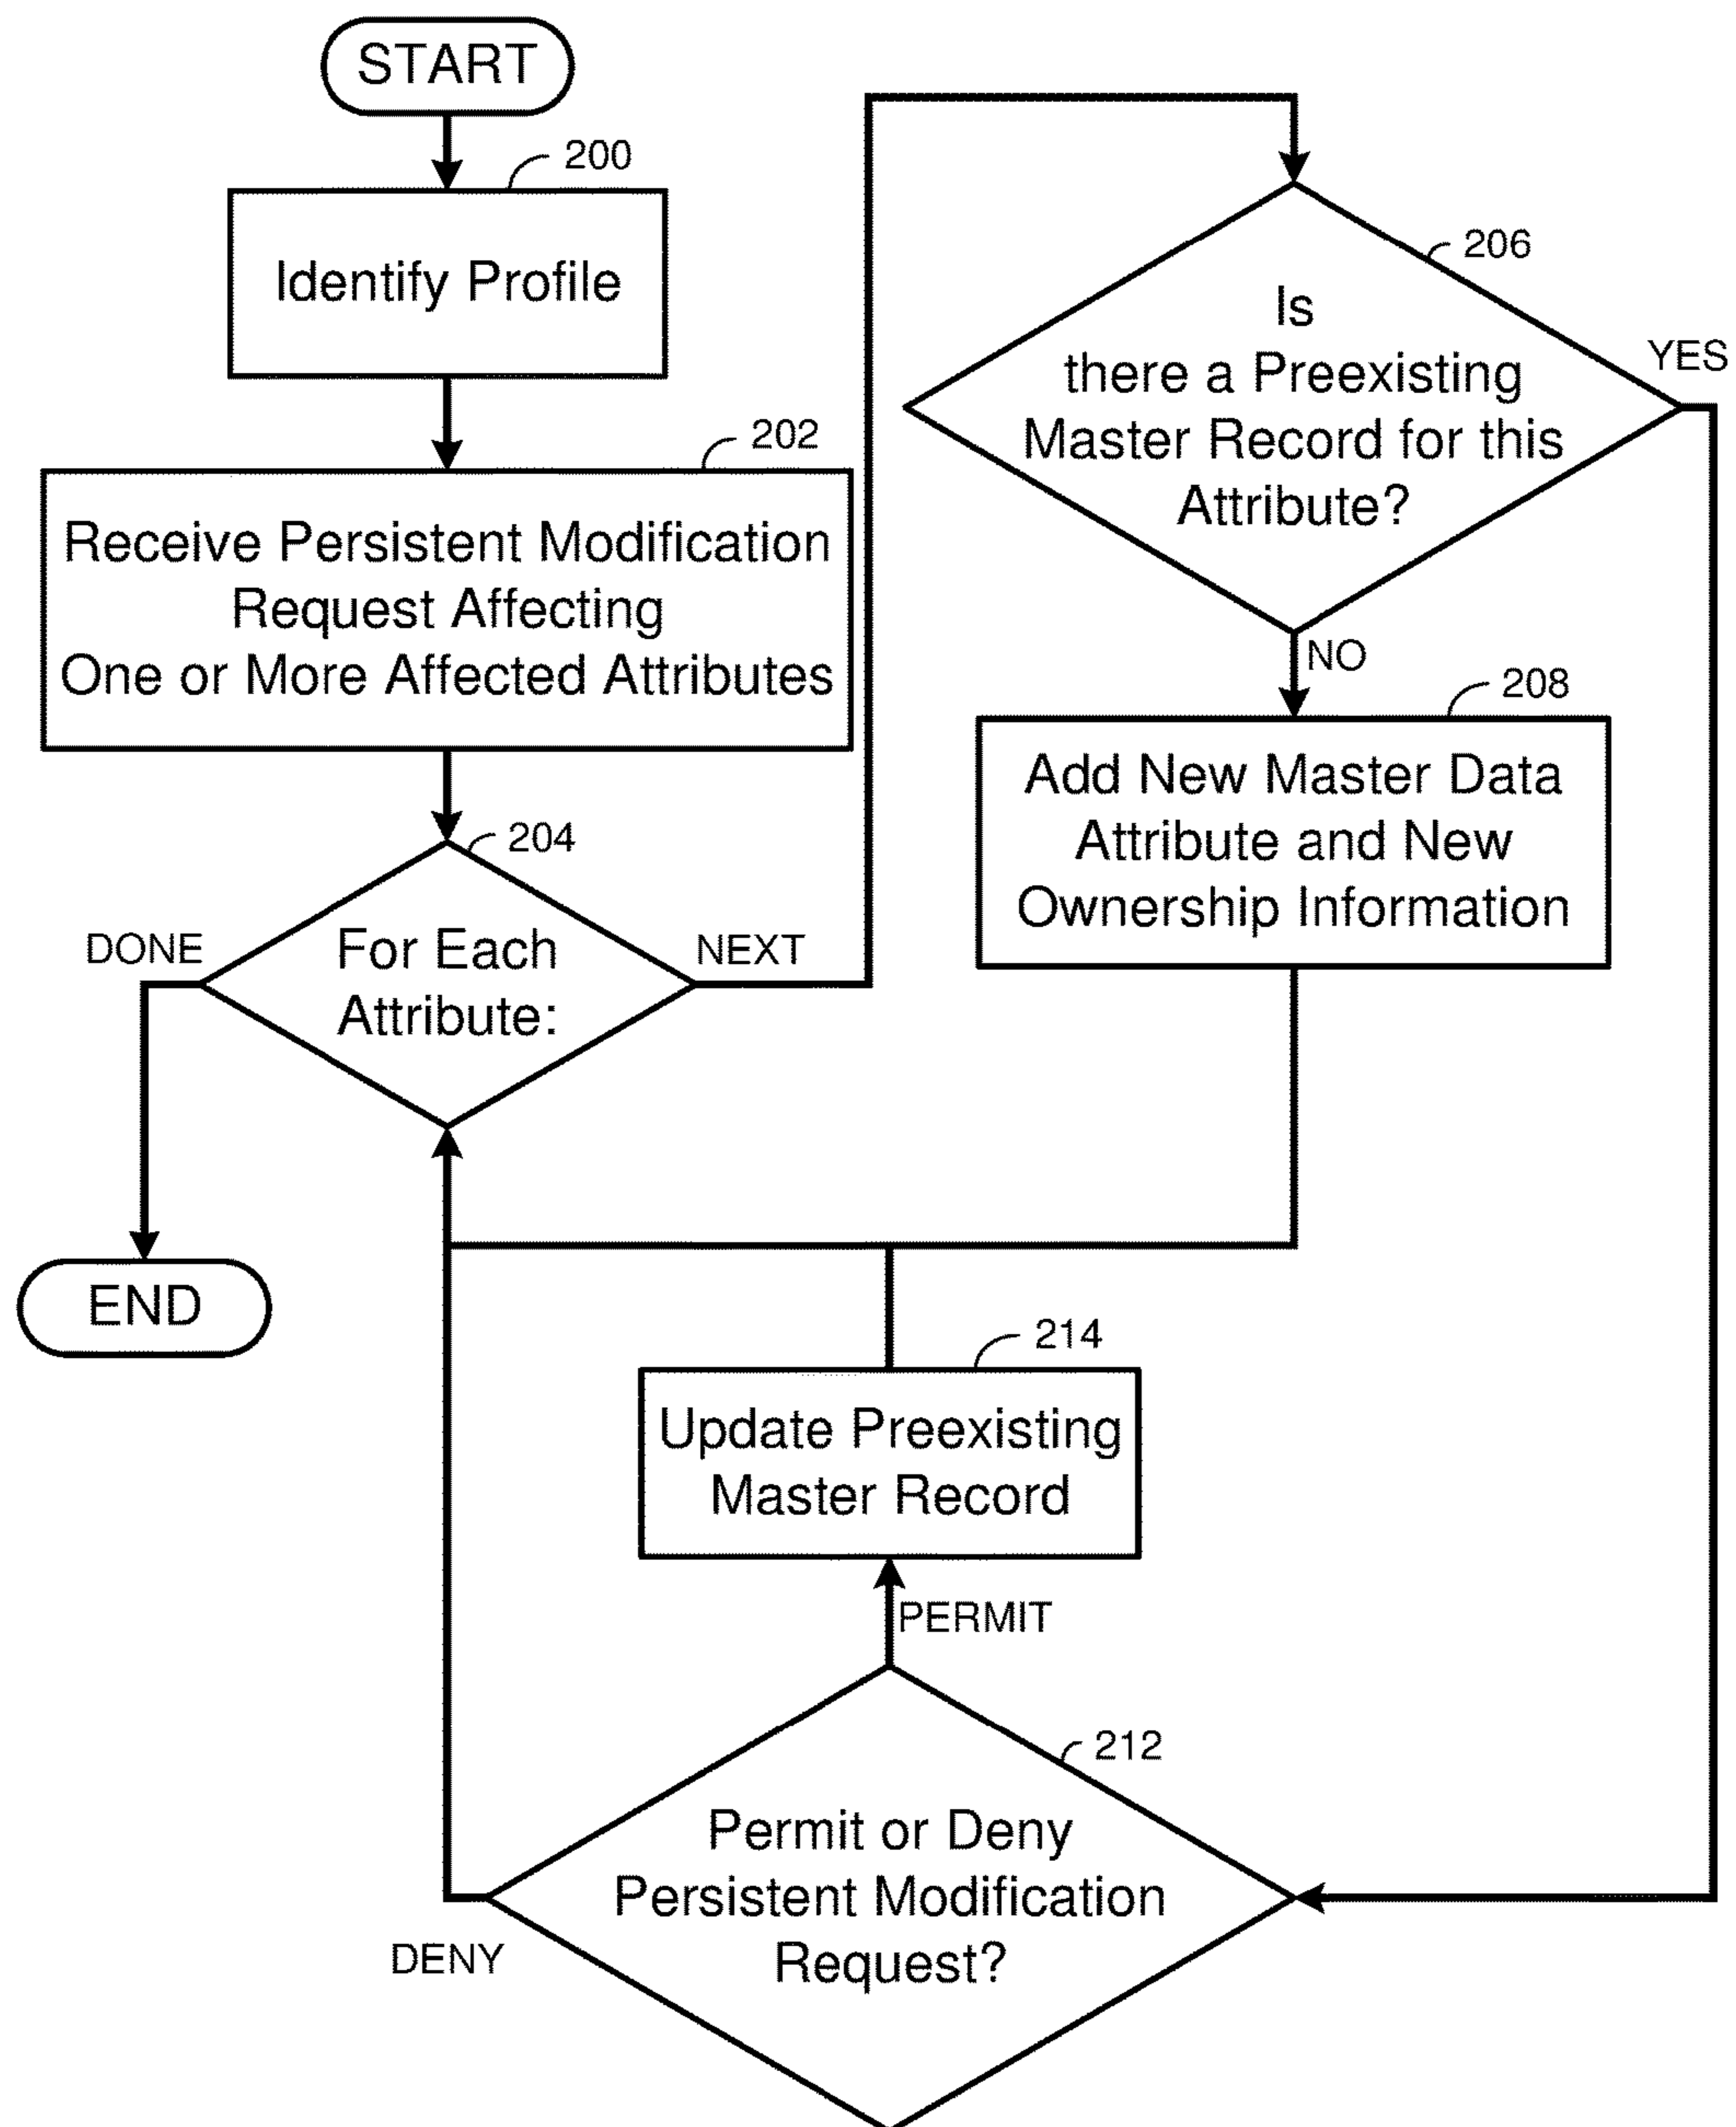 START
200
Identify Profile
202
Receive Persistent Modification
Request Affecting
One or More Affected Attributes
204
For Each
Attribute:
DONE
NEXT
END
206
Is
there a Preexisting
Master Record for this
Attribute?
YES
NO
208
Add New Master Data
Attribute and New
Ownership Information
214
Update Preexisting
Master Record
PERMIT
212
Permit or Deny
Persistent Modification
Request?
DENY